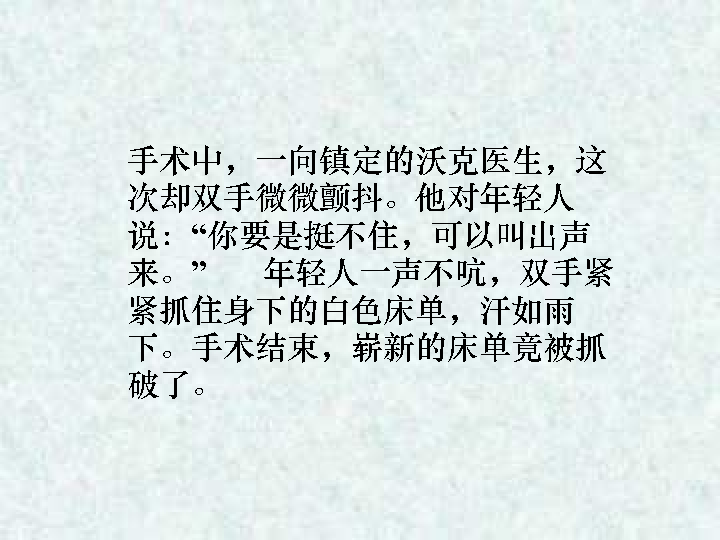 手术中，一向镇定的沃克医生，这
次却双手微微颤抖。他对年轻人
说：“你要是挺不住，可以叫出声
来。”　年轻人一声不吭，双手紧
紧抓住身下的白色床单，汗如雨
下。手术结束，崭新的床单竟被抓
破了。